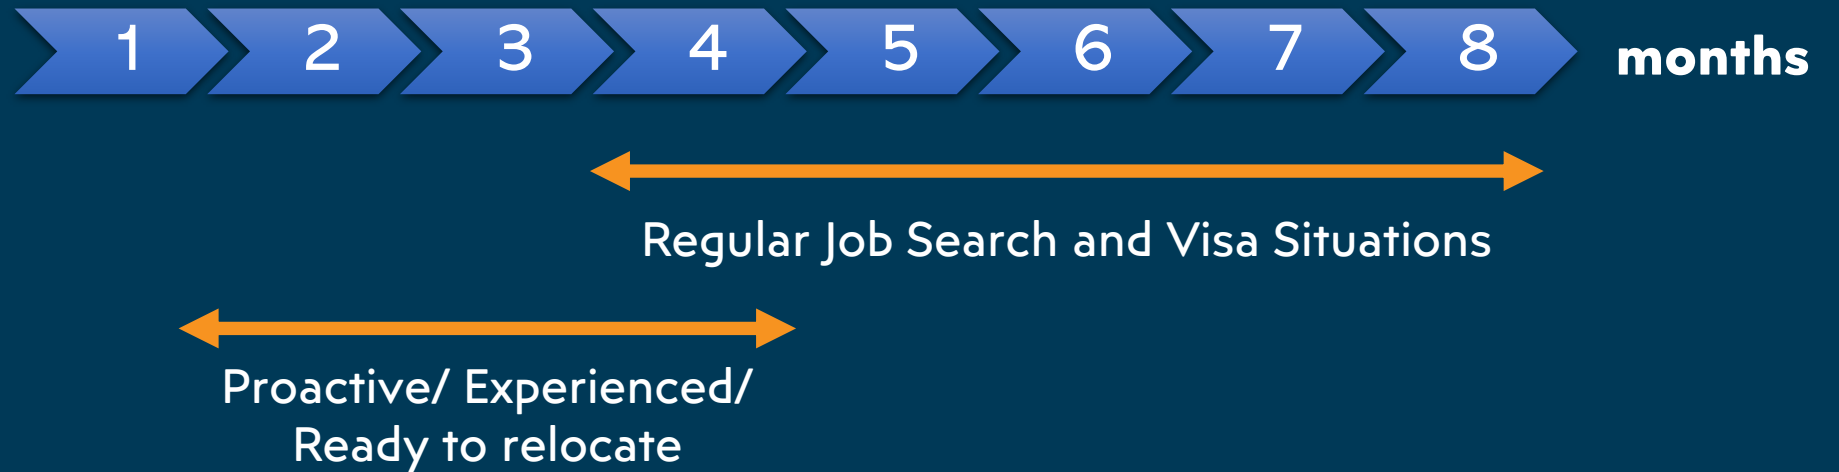 1 2 3 4 5 6 7 8 months
Regular Job Search and Visa Situations
Proactive/ Experienced/
Ready to relocate